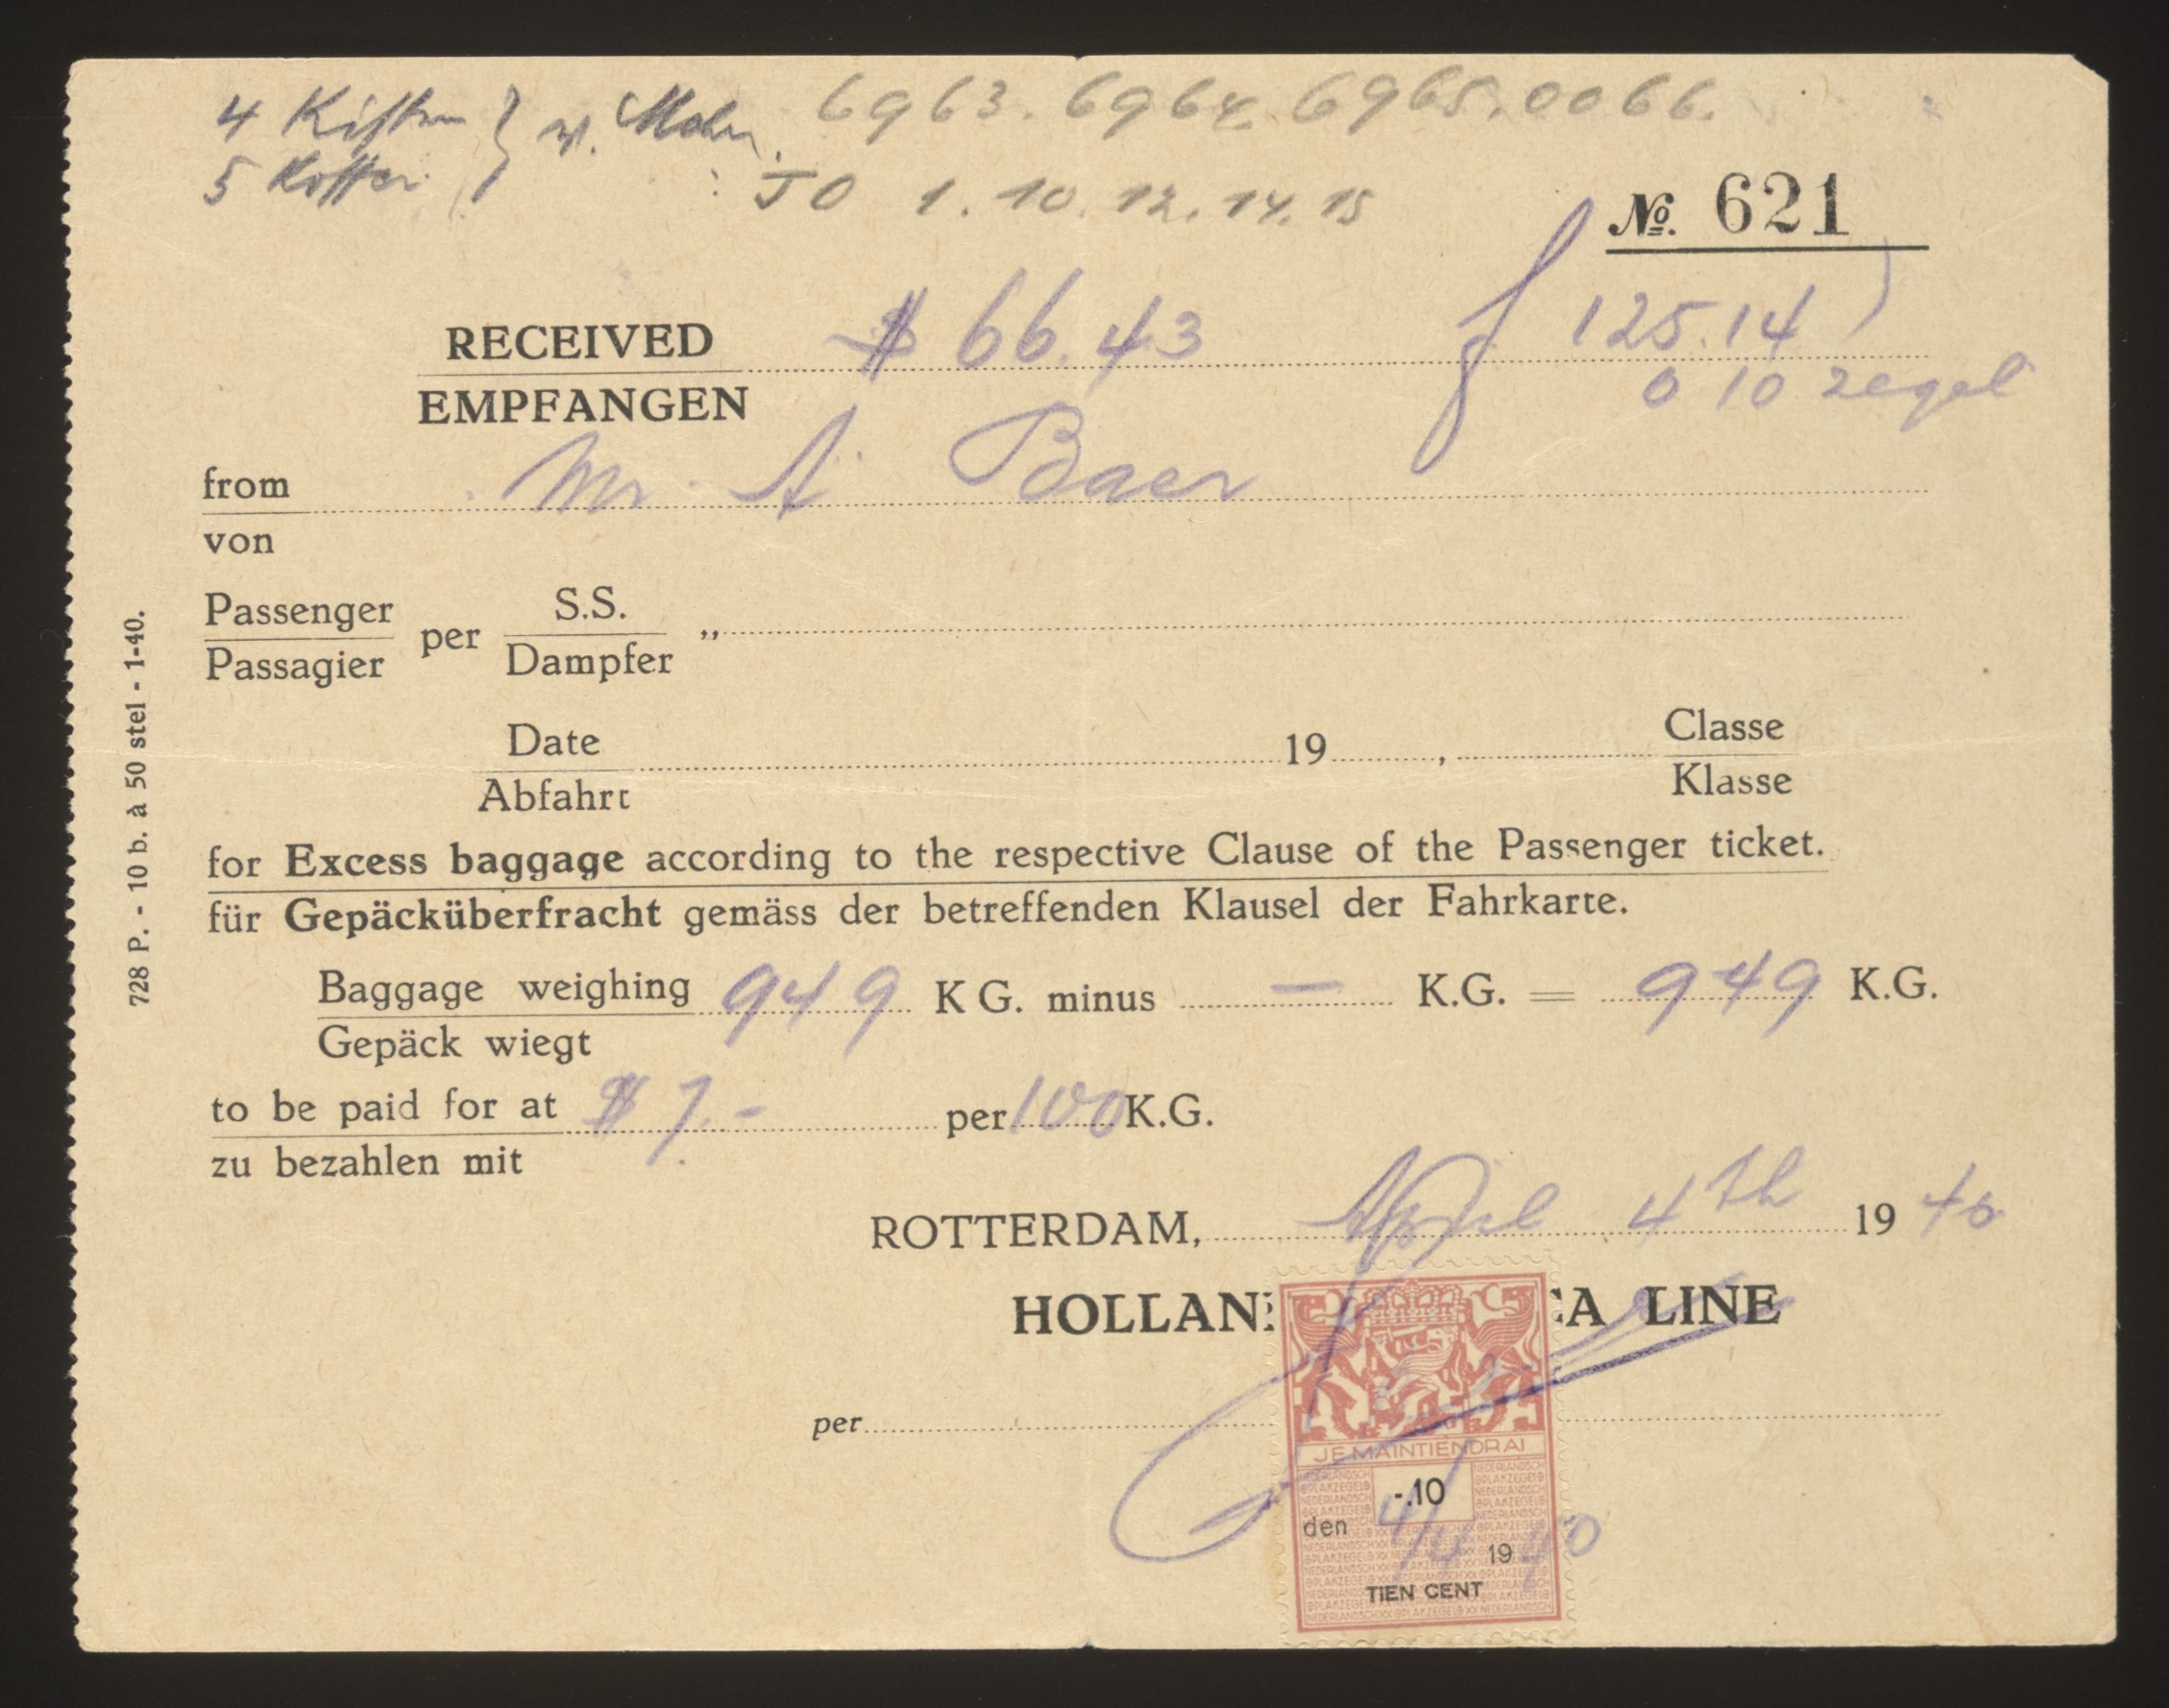 4 Kisten
5 Koffer
6963. 6964. 6965. 0066.
JO 1. 10. 12. 14. 15
No. 621
RECEIVED $ 66.43 f 125.14
EMPFANGEN 0 10 zegel
from Mr. A. Baer
von
Passenger per S.S. „
Passagier Dampfer
Date 19 , Classe
Abfahrt Klasse
for Excess baggage according to the respective Clause of the Passenger ticket.
für Gepäcküberfracht gemäss der betreffenden Klausel der Fahrkarte.
Baggage weighing 949 KG. minus — K.G. = 949 K.G.
Gepäck wiegt
to be paid for at $ 7.- per 100 K.G.
zu bezahlen mit
ROTTERDAM, April 4th 1940
HOLLAN CA LINE
per
JE MAINTIENDRAI
-.10
den 4/4 1940
TIEN CENT
728 P. - 10 b. à 50 stel - 1-40.